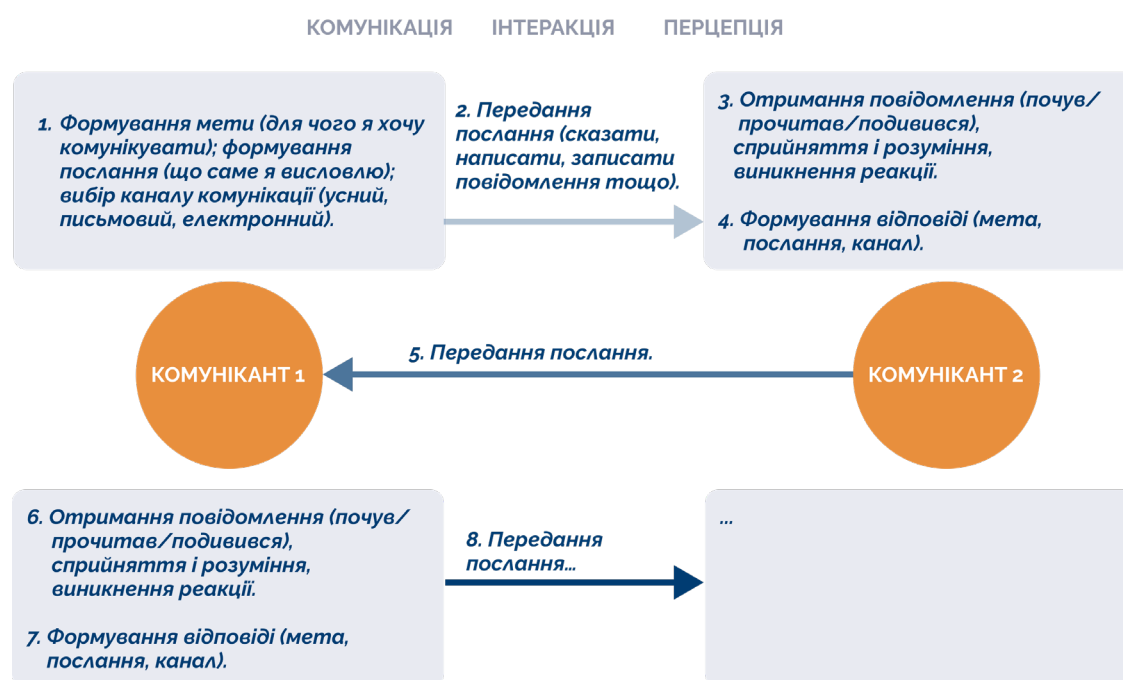 КОМУНІКАЦІЯ ІНТЕРАКЦІЯ ПЕРЦЕПЦІЯ
1. Формування мети (для чого я хочу
комунікувати); формування
послання (що саме я висловлю);
вибір каналу комунікації (усний,
письмовий, електронний).
2. Передання
послання (сказати,
написати, записати
повідомлення тощо).
3. Отримання повідомлення (почув/
прочитав/подивився),
сприйняття і розуміння,
виникнення реакції.
4. Формування відповіді (мета,
послання, канал).
5. Передання послання.
КОМУНІКАНТ 1
КОМУНІКАНТ 2
6. Отримання повідомлення (почув/
прочитав/подивився),
сприйняття і розуміння,
виникнення реакції.
7. Формування відповіді (мета,
послання, канал).
8. Передання
послання...
...